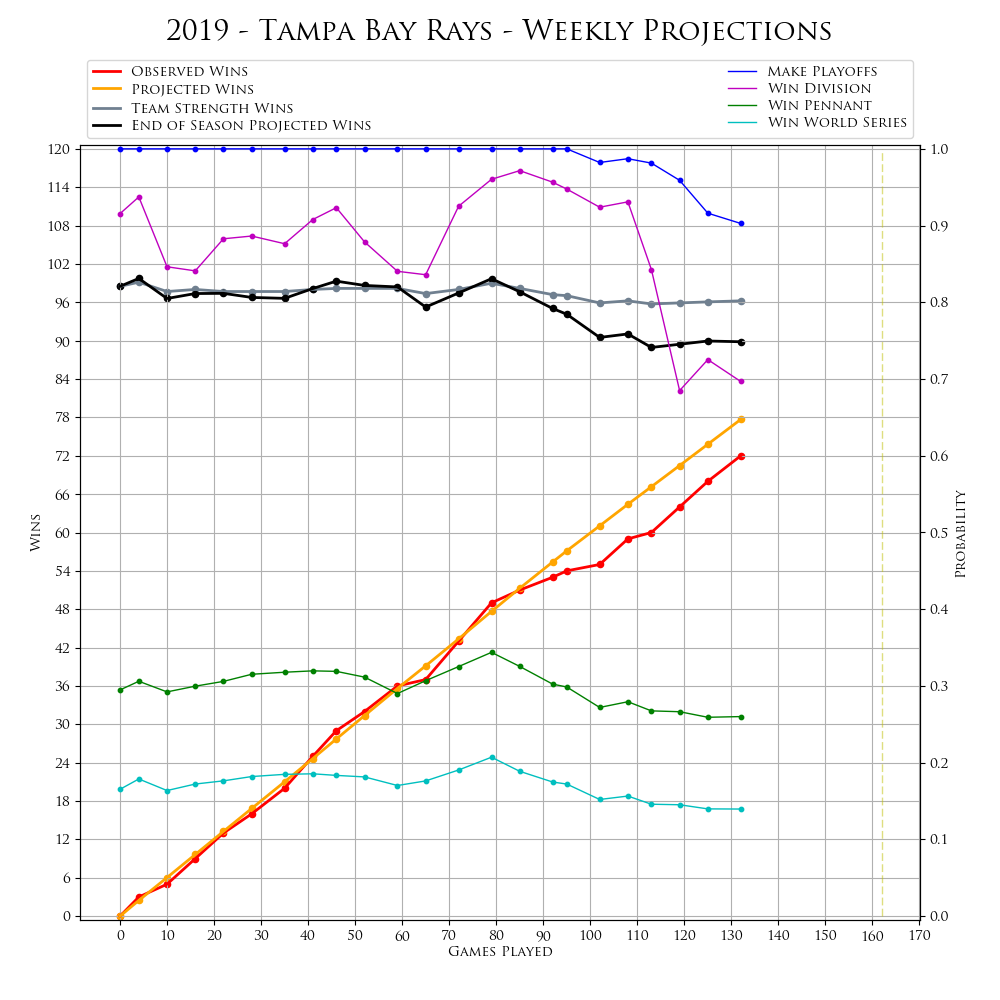 2019 - Tampa Bay Rays - Weekly Projections
Observed Wins
Projected Wins
Team Strength Wins
End of Season Projected Wins
Make Playoffs
Win Division
Win Pennant
Win World Series
120
114
108
102
96
90
84
78
72
66
60
54
48
42
36
30
24
18
12
6
0
Wins
1.0
0.9
0.8
0.7
0.6
0.5
0.4
0.3
0.2
0.1
0.0
Probability
0 10 20 30 40 50 60 70 80 90 100 110 120 130 140 150 160 170
Games Played